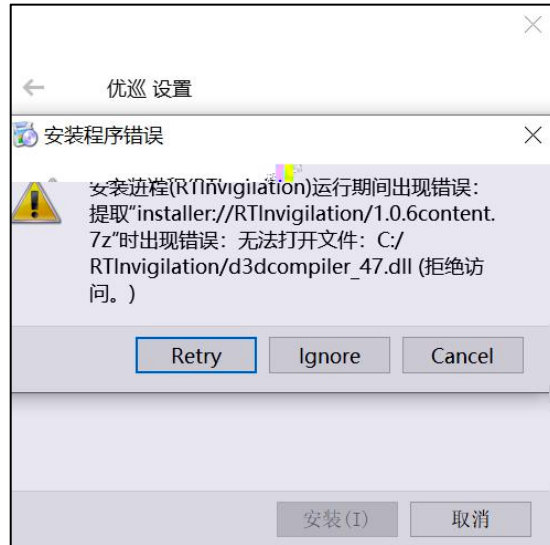 优巡 设置
安装程序错误
安装进程(RTInvigilation)运行期间出现错误：
提取“installer://RTInvigilation/1.0.6content.
7z”时出现错误：无法打开文件：C:/
RTInvigilation/d3dcompiler_47.dll (拒绝访
问。)
Retry Ignore Cancel
安装(I) 取消